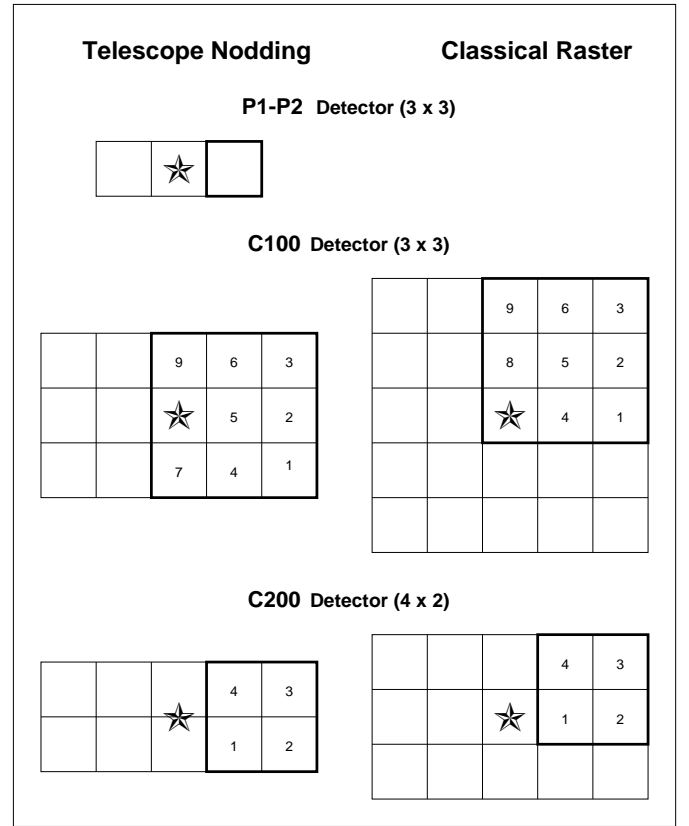 Telescope Nodding Classical Raster
P1-P2 Detector (3 x 3)
C100 Detector (3 x 3)
9 6 3
8 5 2
4 1
9 6 3
5 2
7 4 1
C200 Detector (4 x 2)
4 3
1 2
4 3
1 2